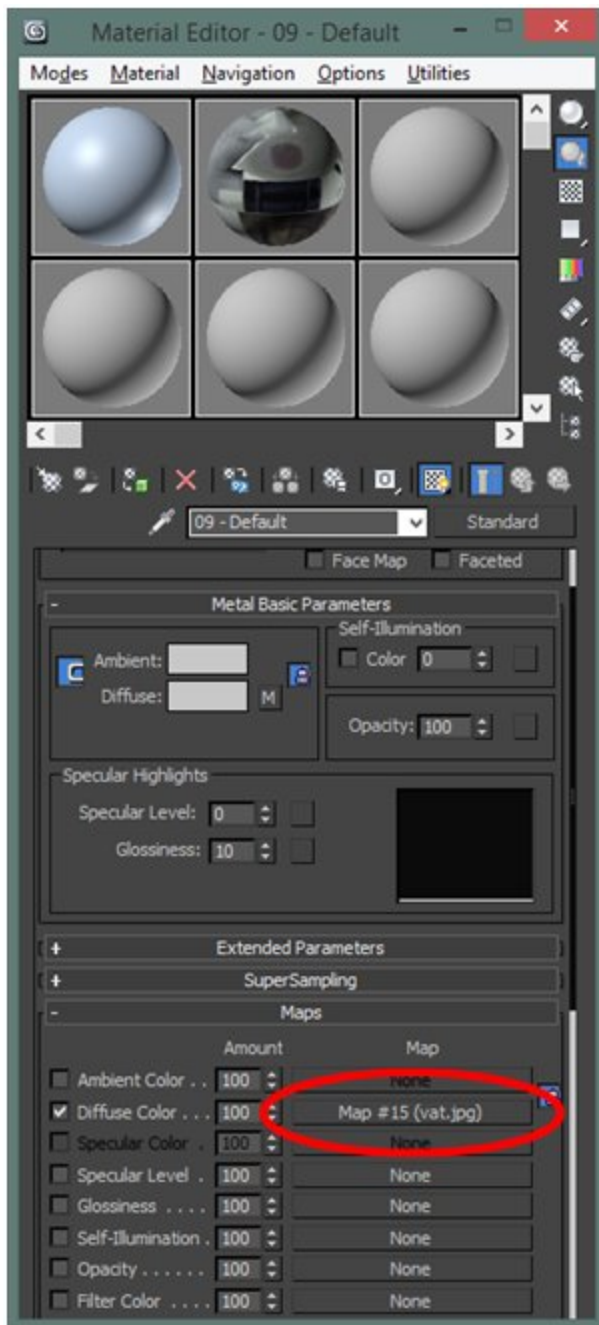 Material Editor - 09 - Default
Modes Material Navigation Options Utilities
09 - Default Standard
Face Map Faceted
- Metal Basic Parameters
Self-Illumination
Ambient: Color 0
Diffuse: M
Opacity: 100
Specular Highlights
Specular Level: 0
Glossiness: 10
+ Extended Parameters
+ SuperSampling
- Maps
Amount Map
Ambient Color . . 100 None
Diffuse Color . . . 100 Map #15 (vat.jpg)
Specular Color . 100 None
Specular Level . 100 None
Glossiness . . . . 100 None
Self-Illumination . 100 None
Opacity . . . . . . 100 None
Filter Color . . . . 100 None